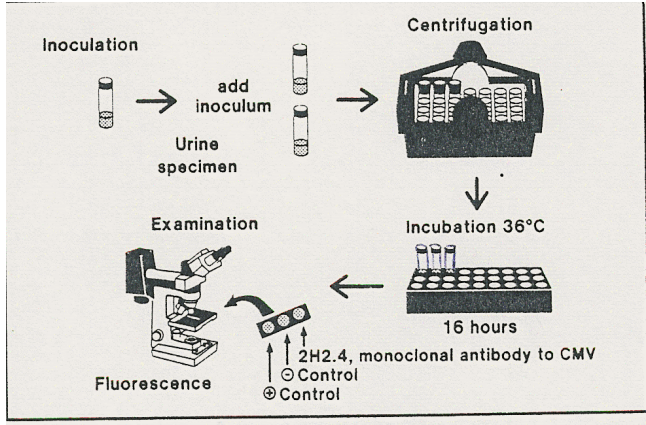 Inoculation
add
inoculum
Urine
specimen
Centrifugation
Incubation 36°C
16 hours
Examination
Fluorescence
2H2.4, monoclonal antibody to CMV
⊖ Control
⊕ Control